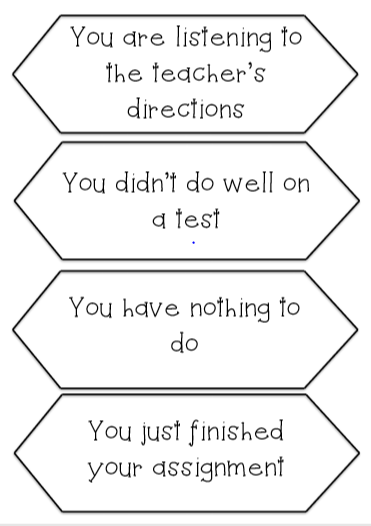 You are listening to
the teacher's
directions
You didn't do well on
a test
You have nothing to
do
You just finished
your assignment